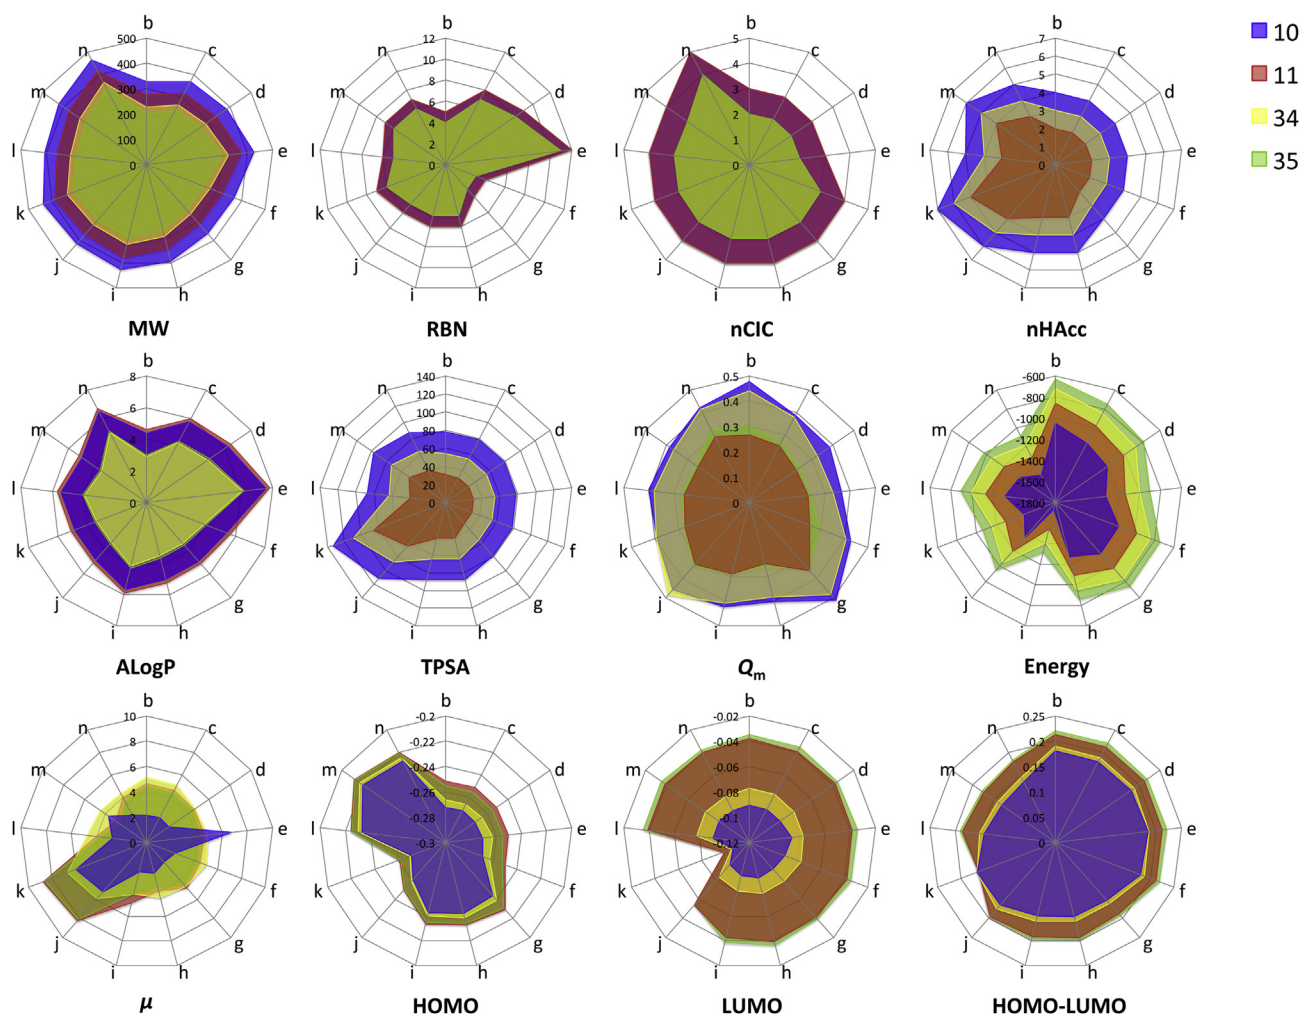 b
500
400
300
200
100
0
c
d
e
f
g
h
i
j
k
l
m
n
MW
b
12
10
8
6
4
2
0
c
d
e
f
g
h
i
j
k
l
m
n
RBN
b
5
4
3
2
1
0
c
d
e
f
g
h
i
j
k
l
m
n
nCIC
b
7
6
5
4
3
2
1
0
c
d
e
f
g
h
i
j
k
l
m
n
nHAcc
10
11
34
35
b
8
6
4
2
0
c
d
e
f
g
h
i
j
k
l
m
n
ALogP
b
140
120
100
80
60
40
20
0
c
d
e
f
g
h
i
j
k
l
m
n
TPSA
b
0.5
0.4
0.3
0.2
0.1
0
c
d
e
f
g
h
i
j
k
l
m
n
Qm
b
-600
-800
-1000
-1200
-1400
-1600
-1800
c
d
e
f
g
h
i
j
k
l
m
n
Energy
b
10
8
6
4
2
0
c
d
e
f
g
h
i
j
k
l
m
n
μ
b
-0.2
-0.22
-0.24
-0.26
-0.28
-0.3
c
d
e
f
g
h
i
j
k
l
m
n
HOMO
b
-0.02
-0.04
-0.06
-0.08
-0.1
-0.12
c
d
e
f
g
h
i
j
k
l
m
n
LUMO
b
0.25
0.2
0.15
0.1
0.05
0
c
d
e
f
g
h
i
j
k
l
m
n
HOMO-LUMO